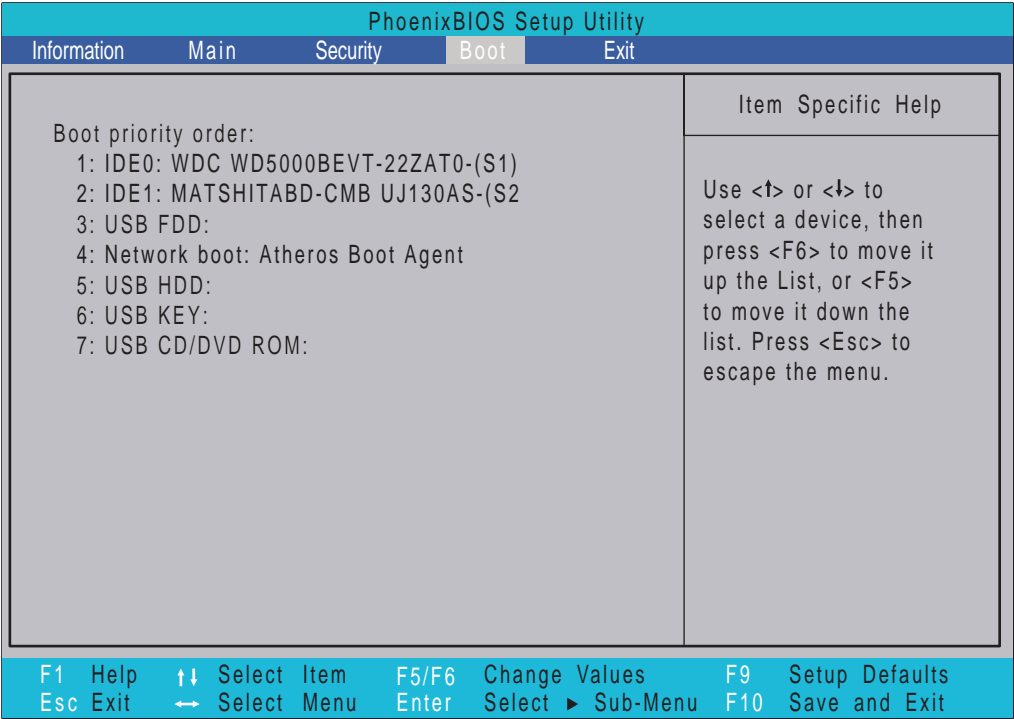 PhoenixBIOS Setup Utility
Information Main Security Boot Exit
Boot priority order:
1: IDE0: WDC WD5000BEVT-22ZAT0-(S1)
2: IDE1: MATSHITABD-CMB UJ130AS-(S2
3: USB FDD:
4: Network boot: Atheros Boot Agent
5: USB HDD:
6: USB KEY:
7: USB CD/DVD ROM:
Item Specific Help
Use <↑> or <↓> to
select a device, then
press <F6> to move it
up the List, or <F5>
to move it down the
list. Press <Esc> to
escape the menu.
F1 Help ↑↓ Select Item F5/F6 Change Values F9 Setup Defaults
Esc Exit ↔ Select Menu Enter Select ► Sub-Menu F10 Save and Exit